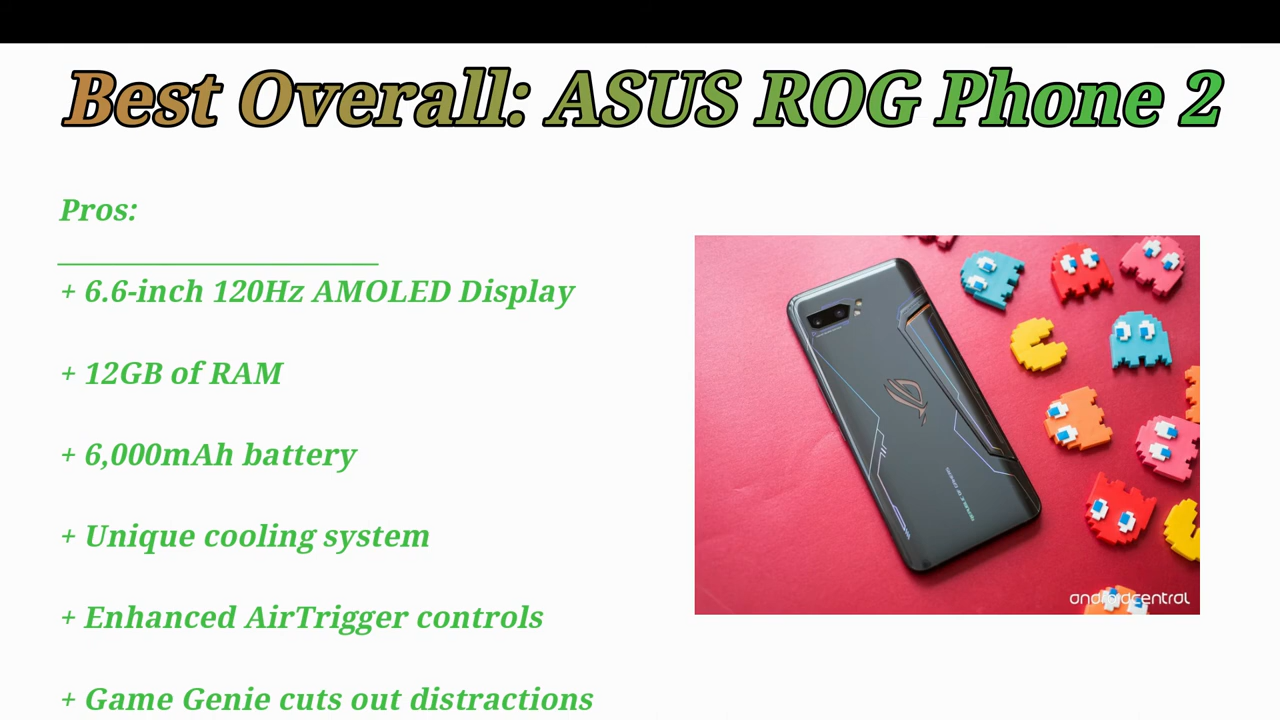 Best Overall: ASUS ROG Phone 2
Pros:
+ 6.6-inch 120Hz AMOLED Display
+ 12GB of RAM
+ 6,000mAh battery
+ Unique cooling system
+ Enhanced AirTrigger controls
+ Game Genie cuts out distractions
androidcentral